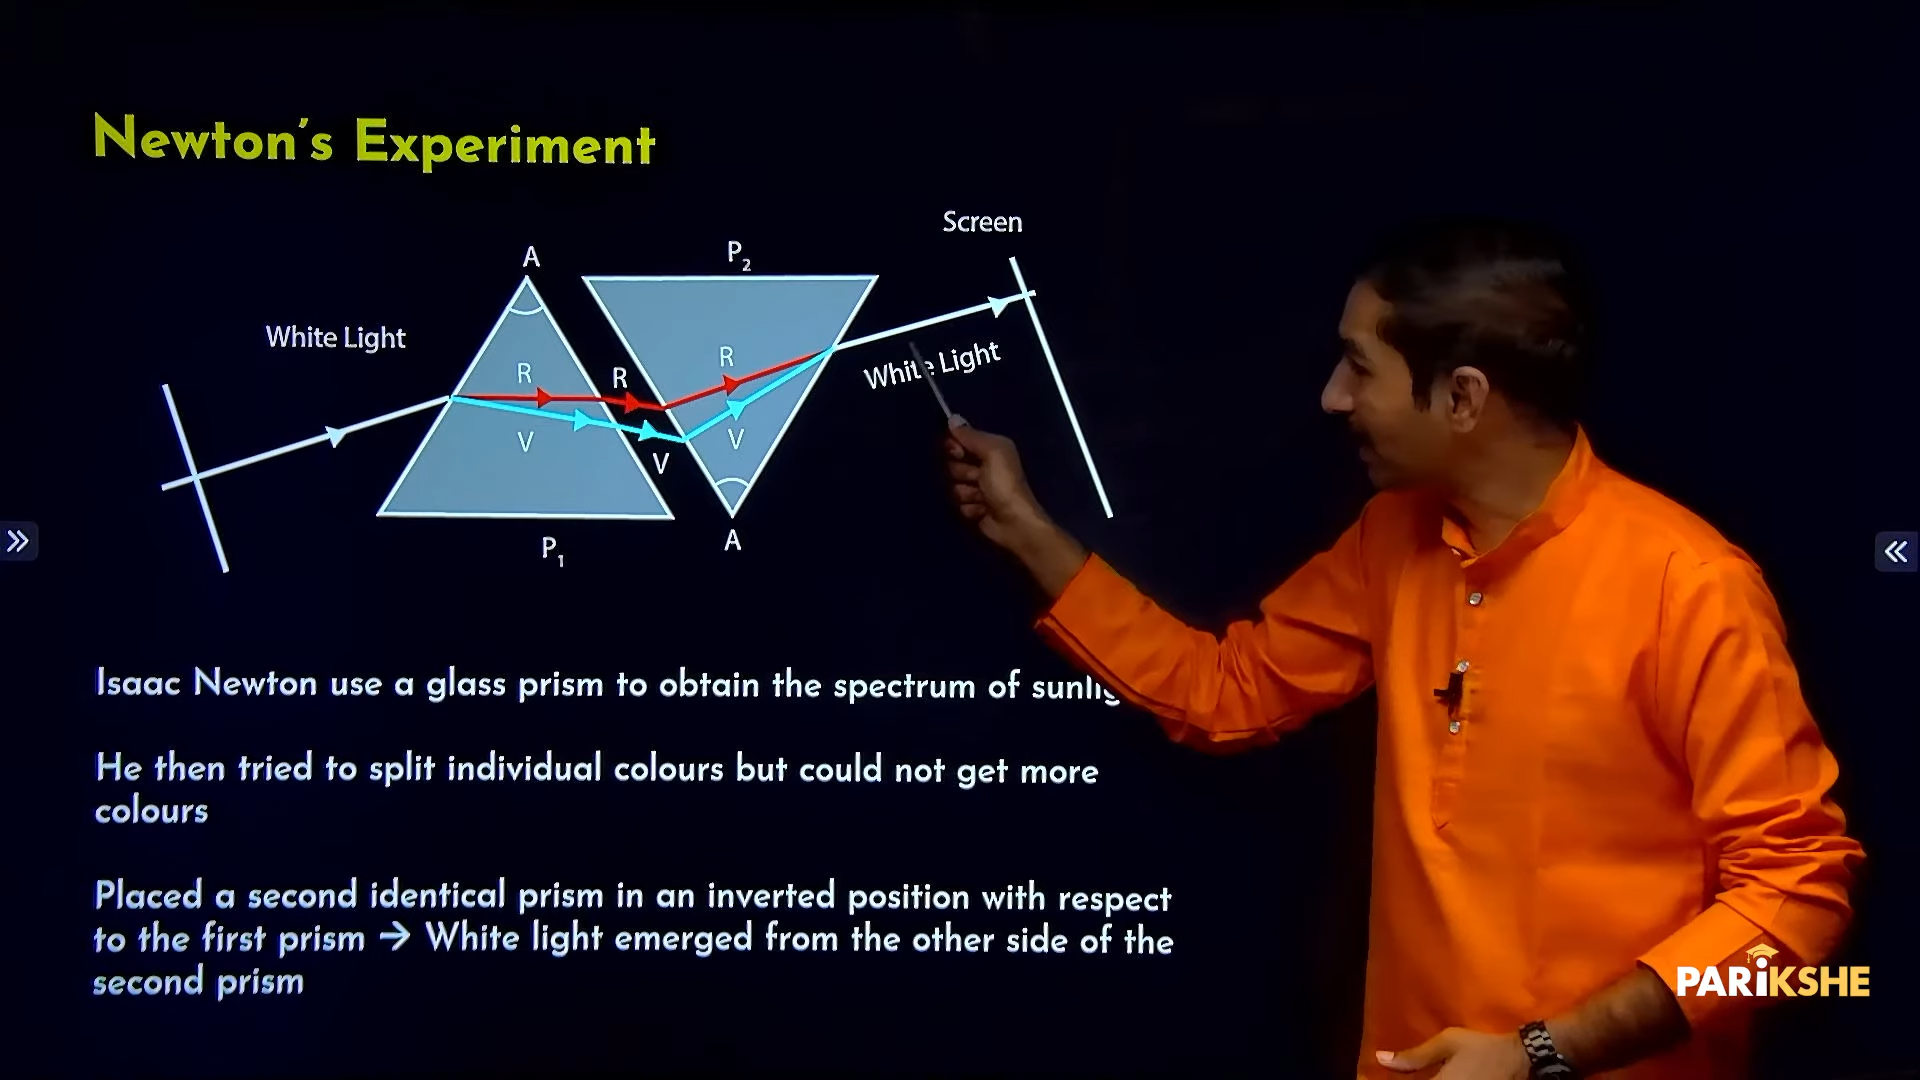 Newton's Experiment
Screen
A
P2
White Light
R
R
R
White Light
V
V
V
P1
A
Isaac Newton use a glass prism to obtain the spectrum of
He then tried to split individual colours but could not get more
colours
Placed a second identical prism in an inverted position with respect
to the first prism → White light emerged from the other side of the
second prism
PARiKSHE